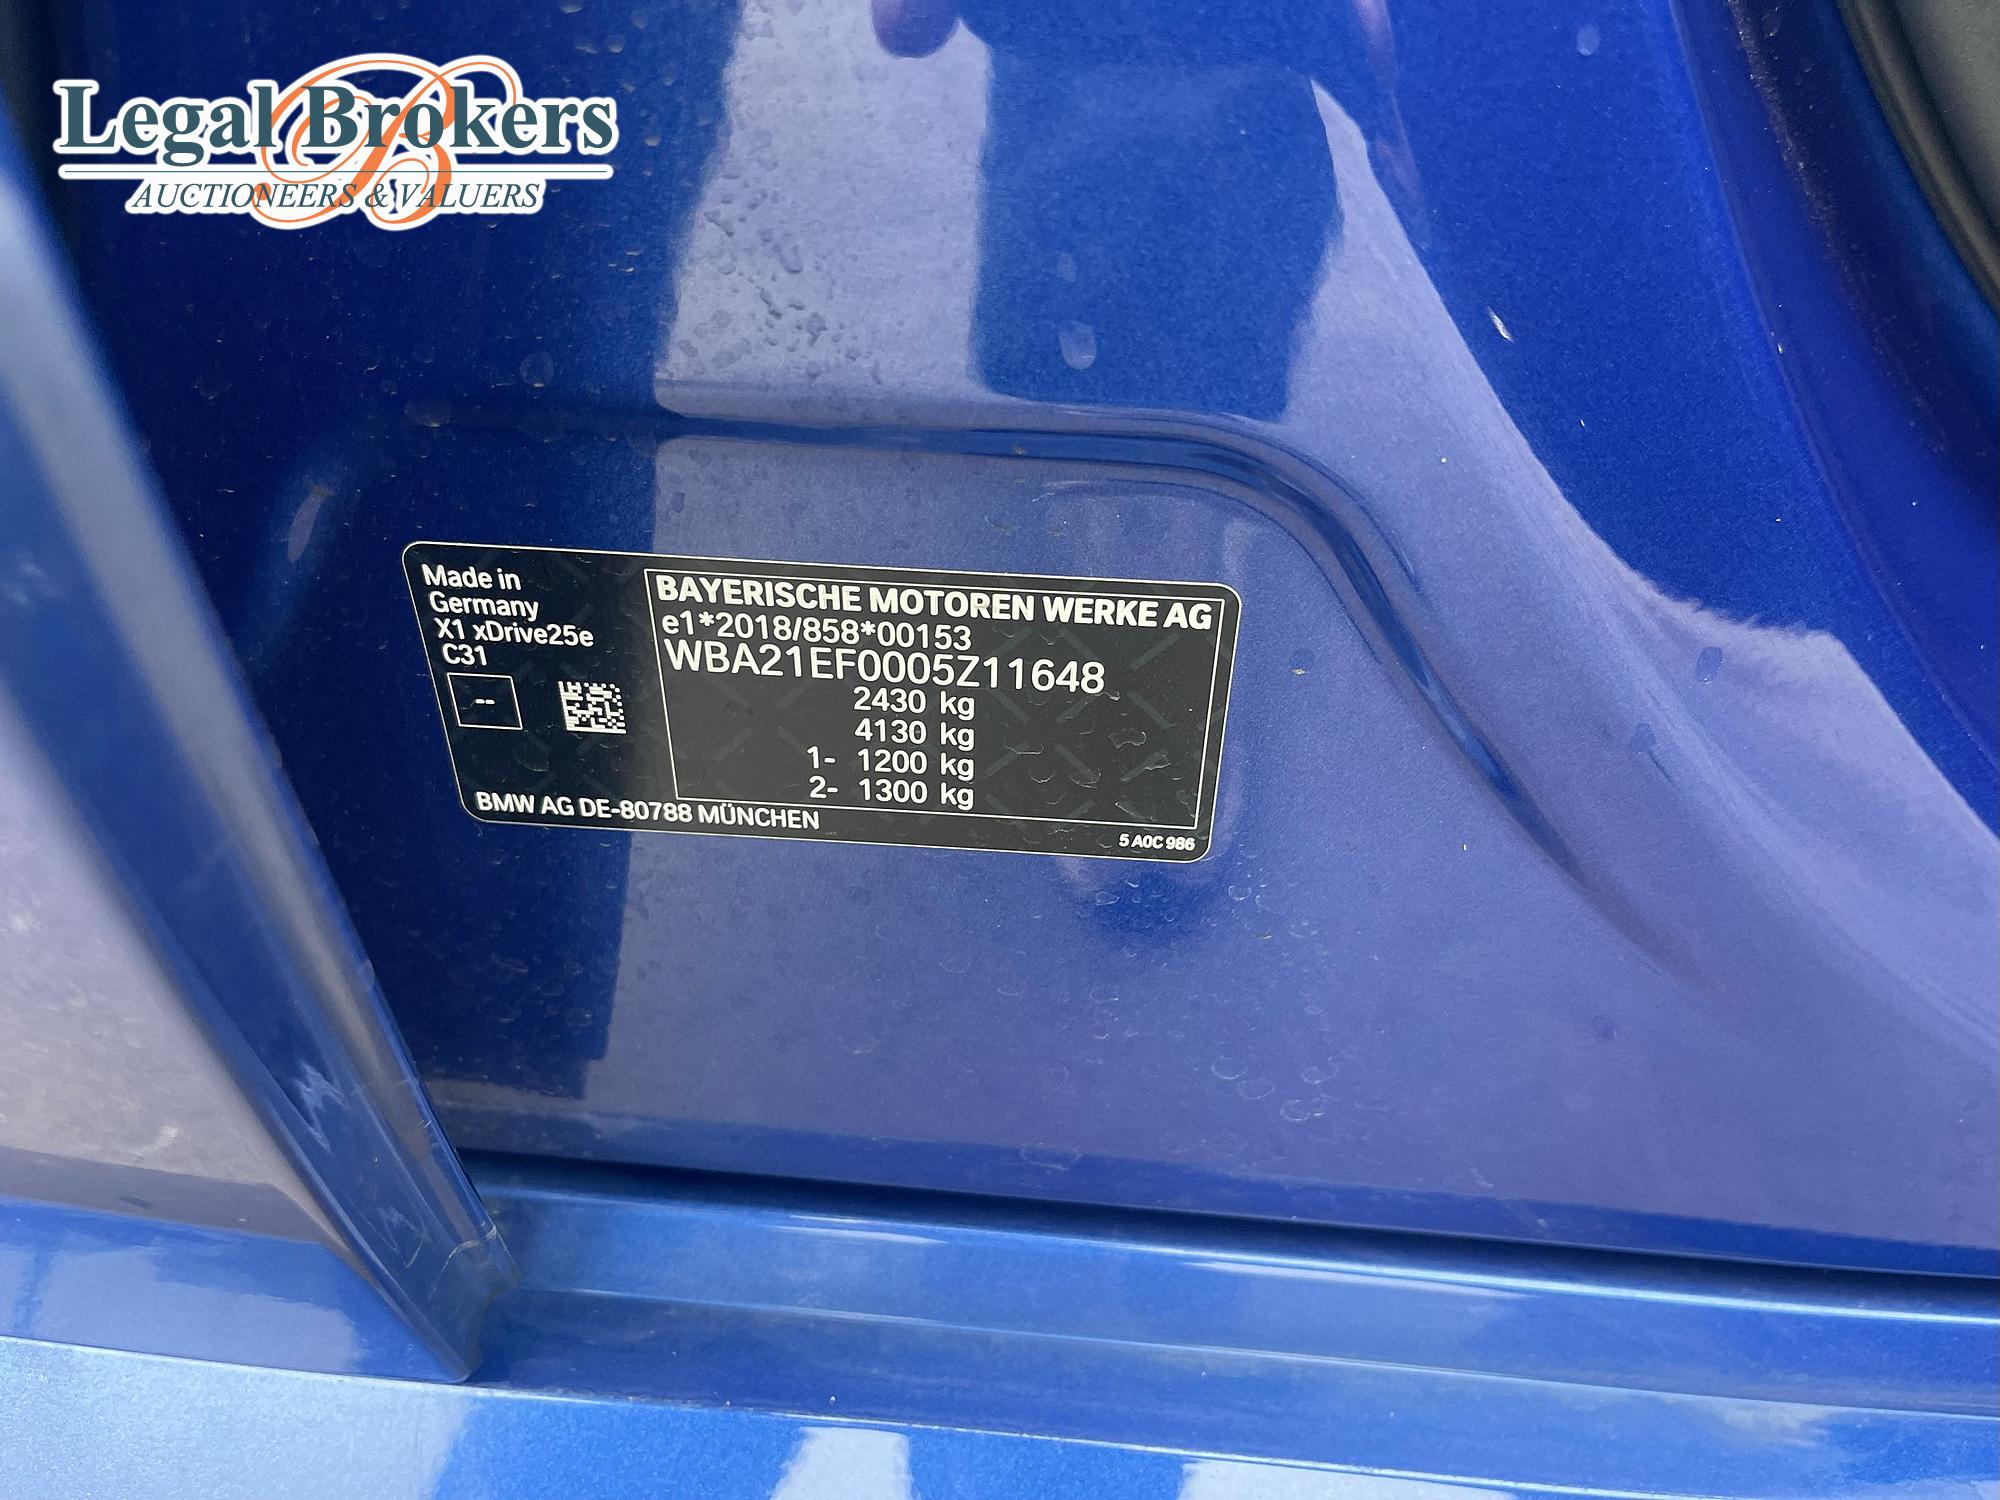 Legal Brokers
B
AUCTIONEERS & VALUERS
Made in
Germany
X1 xDrive25e
C31
--
BAYERISCHE MOTOREN WERKE AG
e1*2018/858*00153
WBA21EF0005Z11648
2430 kg
4130 kg
1- 1200 kg
2- 1300 kg
BMW AG DE-80788 MÜNCHEN
5 A0C 986